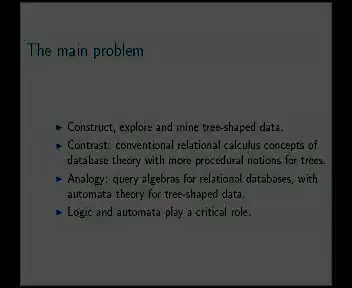 The main problem
Construct, explore and mine tree-shaped data.
Contrast: conventional relational calculus concepts of
database theory with more procedural notions for trees.
Analogy: query algebras for relational databases, with
automata theory for tree-shaped data.
Logic and automata play a critical role.